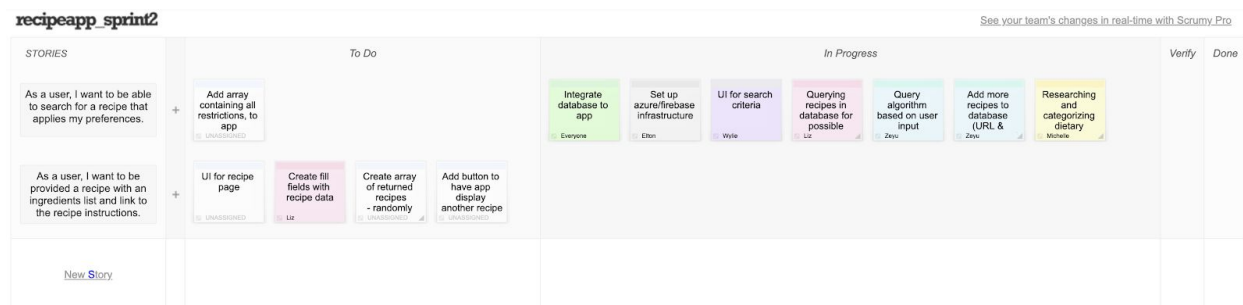 recipeapp_sprint2
See your team's changes in real-time with Scrumy Pro
STORIES
To Do
In Progress
Verify
Done
As a user, I want to be able
to search for a recipe that
applies my preferences.
+
Add array
containing all
restrictions, to
app
UNASSIGNED
Integrate
database to
app
Everyone
Set up
azure/firebase
infrastructure
Elton
UI for search
criteria
Wylie
Querying
recipes in
database for
possible
Liz
Query
algorithm
based on user
input
Zeyu
Add more
recipes to
database
(URL &
Zeyu
Researching
and
categorizing
dietary
Michelle
As a user, I want to be
provided a recipe with an
ingredients list and link to
the recipe instructions.
+
UI for recipe
page
UNASSIGNED
Create fill
fields with
recipe data
Liz
Create array
of returned
recipes
- randomly
UNASSIGNED
Add button to
have app
display
another recipe
UNASSIGNED
New Story